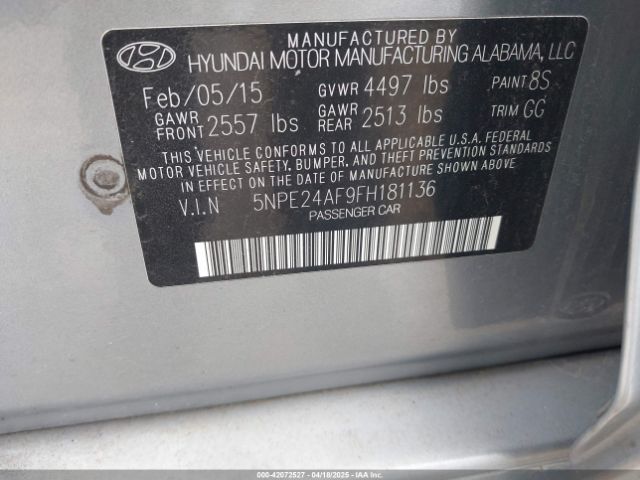 MANUFACTURED BY
HYUNDAI MOTOR MANUFACTURING ALABAMA, LLC
Feb/05/15 GVWR 4497 lbs PAINT 8S
GAWR FRONT 2557 lbs GAWR REAR 2513 lbs TRIM GG
THIS VEHICLE CONFORMS TO ALL APPLICABLE U.S.A. FEDERAL
MOTOR VEHICLE SAFETY, BUMPER, AND THEFT PREVENTION STANDARDS
IN EFFECT ON THE DATE OF MANUFACTURE SHOWN ABOVE
V.I.N 5NPE24AF9FH181136
PASSENGER CAR
000-42072527 - 04/18/2025 - IAAI.COM